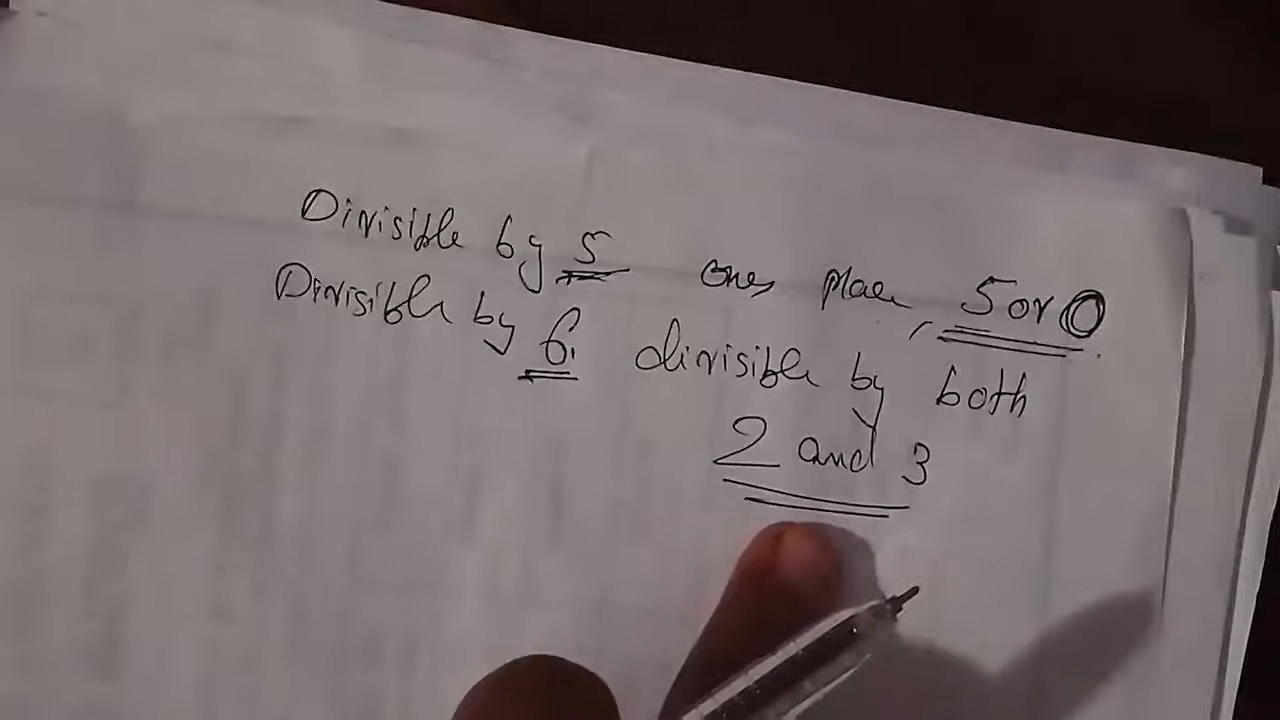 Divisible by 5 ones place, 5 or 0
Divisible by 6. divisible by both
2 and 3